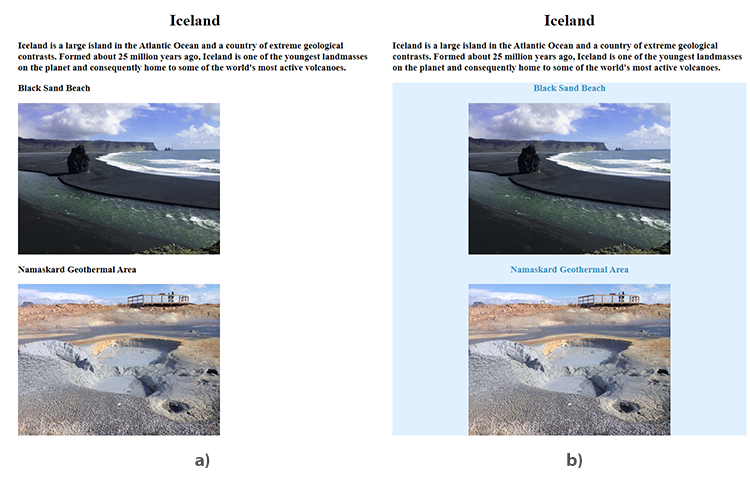 Iceland
Iceland is a large island in the Atlantic Ocean and a country of extreme geological
contrasts. Formed about 25 million years ago, Iceland is one of the youngest landmasses
on the planet and consequently home to some of the world's most active volcanoes.
Black Sand Beach
Namaskard Geothermal Area
a)
Iceland
Iceland is a large island in the Atlantic Ocean and a country of extreme geological
contrasts. Formed about 25 million years ago, Iceland is one of the youngest landmasses
on the planet and consequently home to some of the world's most active volcanoes.
Black Sand Beach
Namaskard Geothermal Area
b)